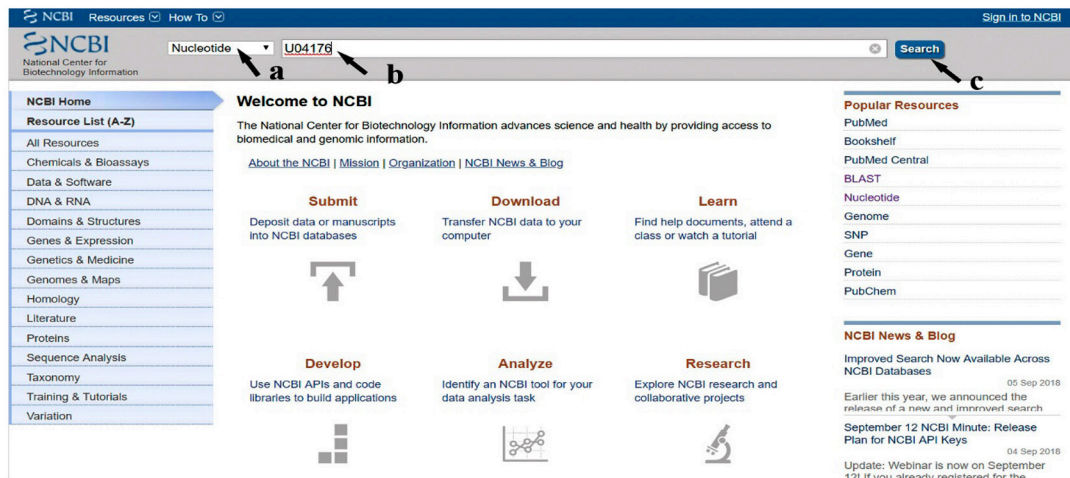 NCBI Resources How To Sign in to NCBI
NCBI
National Center for
Biotechnology Information
Nucleotide U04176 Search
a b c
NCBI Home
Resource List (A-Z)
All Resources
Chemicals & Bioassays
Data & Software
DNA & RNA
Domains & Structures
Genes & Expression
Genetics & Medicine
Genomes & Maps
Homology
Literature
Proteins
Sequence Analysis
Taxonomy
Training & Tutorials
Variation
Welcome to NCBI
The National Center for Biotechnology Information advances science and health by providing access to
biomedical and genomic information.
About the NCBI | Mission | Organization | NCBI News & Blog
Submit
Deposit data or manuscripts
into NCBI databases
Download
Transfer NCBI data to your
computer
Learn
Find help documents, attend a
class or watch a tutorial
Develop
Use NCBI APIs and code
libraries to build applications
Analyze
Identify an NCBI tool for your
data analysis task
Research
Explore NCBI research and
collaborative projects
Popular Resources
PubMed
Bookshelf
PubMed Central
BLAST
Nucleotide
Genome
SNP
Gene
Protein
PubChem
NCBI News & Blog
Improved Search Now Available Across
NCBI Databases
05 Sep 2018
Earlier this year, we announced the
release of a new and improved search
September 12 NCBI Minute: Release
Plan for NCBI API Keys
04 Sep 2018
Update: Webinar is now on September
12! If you already registered for the